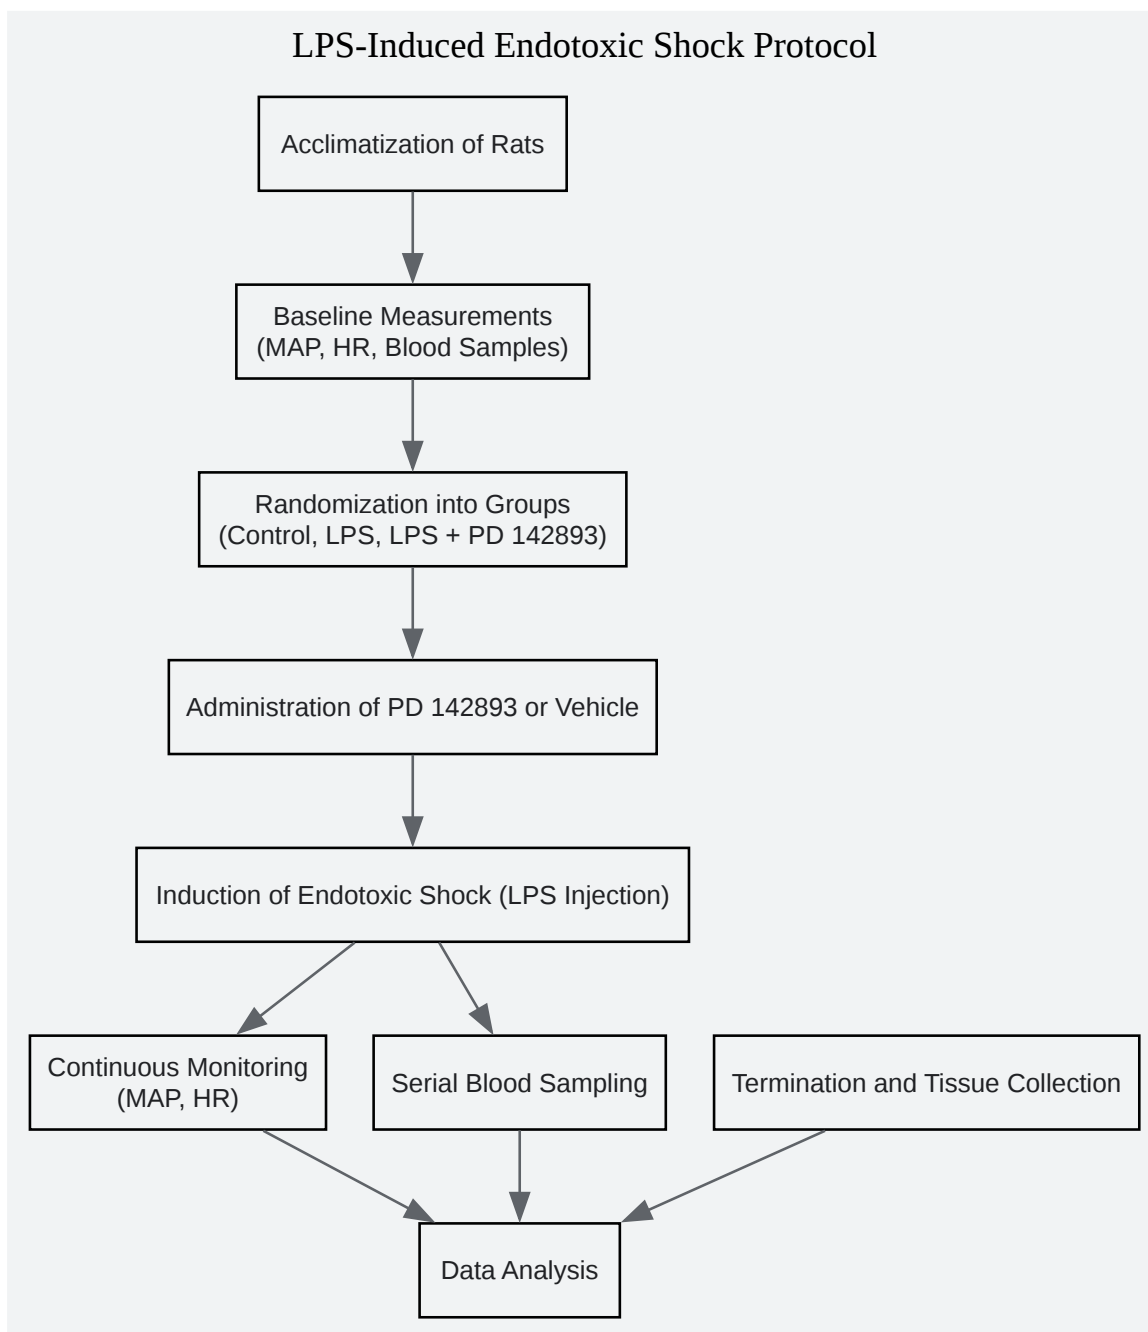 LPS-Induced Endotoxic Shock Protocol
Acclimatization of Rats
Baseline Measurements
(MAP, HR, Blood Samples)
Randomization into Groups
(Control, LPS, LPS + PD 142893)
Administration of PD 142893 or Vehicle
Induction of Endotoxic Shock (LPS Injection)
Continuous Monitoring
(MAP, HR)
Serial Blood Sampling
Termination and Tissue Collection
Data Analysis